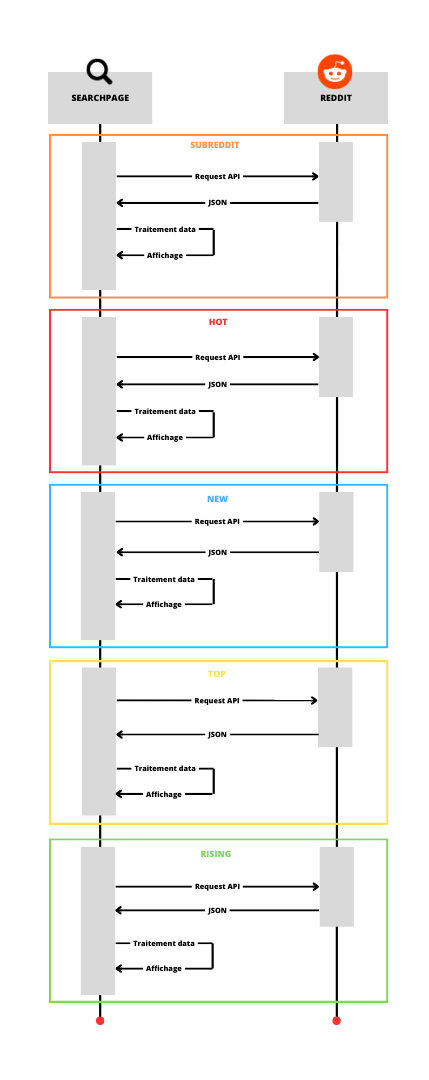 SEARCHPAGE
REDDIT
SUBREDDIT
Request API
JSON
Traitement data
Affichage
HOT
Request API
JSON
Traitement data
Affichage
NEW
Request API
JSON
Traitement data
Affichage
TOP
Request API
JSON
Traitement data
Affichage
RISING
Request API
JSON
Traitement data
Affichage